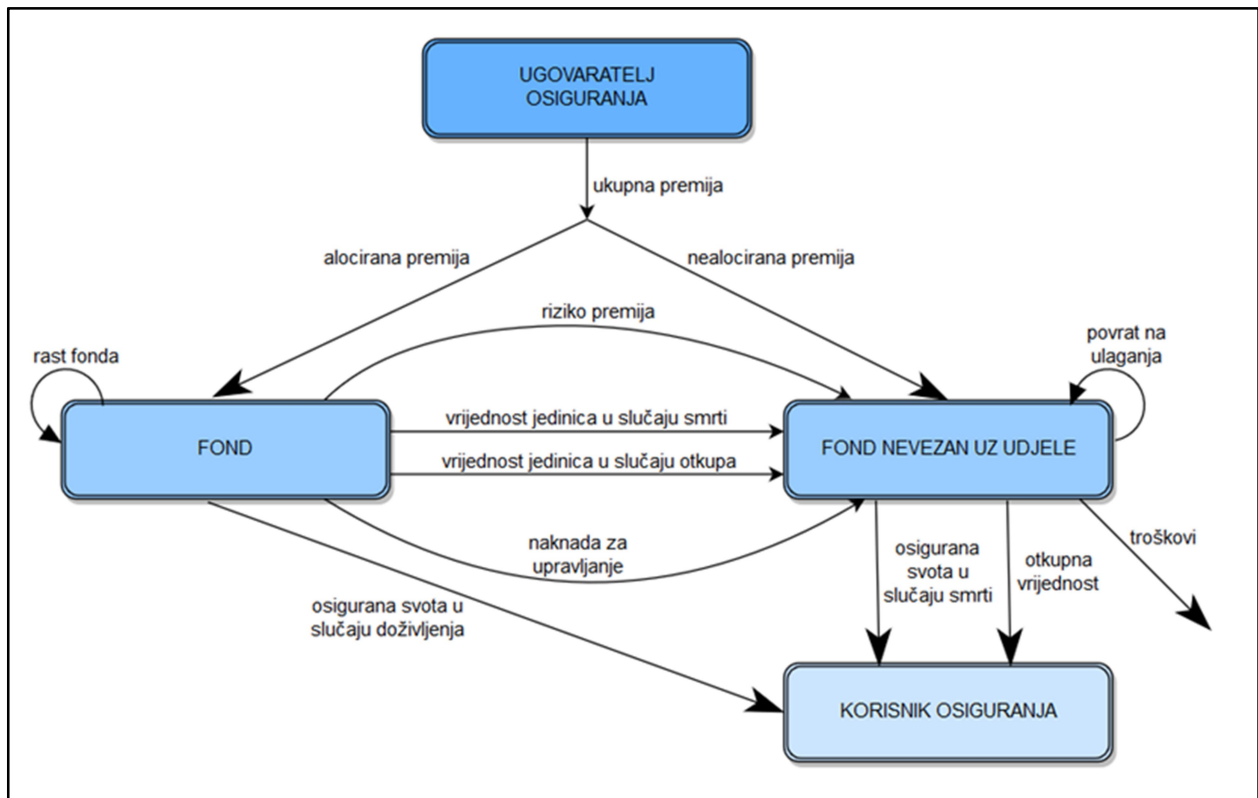 UGOVARATELJ
OSIGURANJA
ukupna premija
alocirana premija
nealocirana premija
riziko premija
rast fonda
povrat na
ulaganja
vrijednost jedinica u slučaju smrti
FOND
FOND NEVEZAN UZ UDJELE
vrijednost jedinica u slučaju otkupa
naknada za
upravljanje
osigurana
svota u
slučaju smrti
otkupna
vrijednost
troškovi
osigurana svota u
slučaju doživljenja
KORISNIK OSIGURANJA